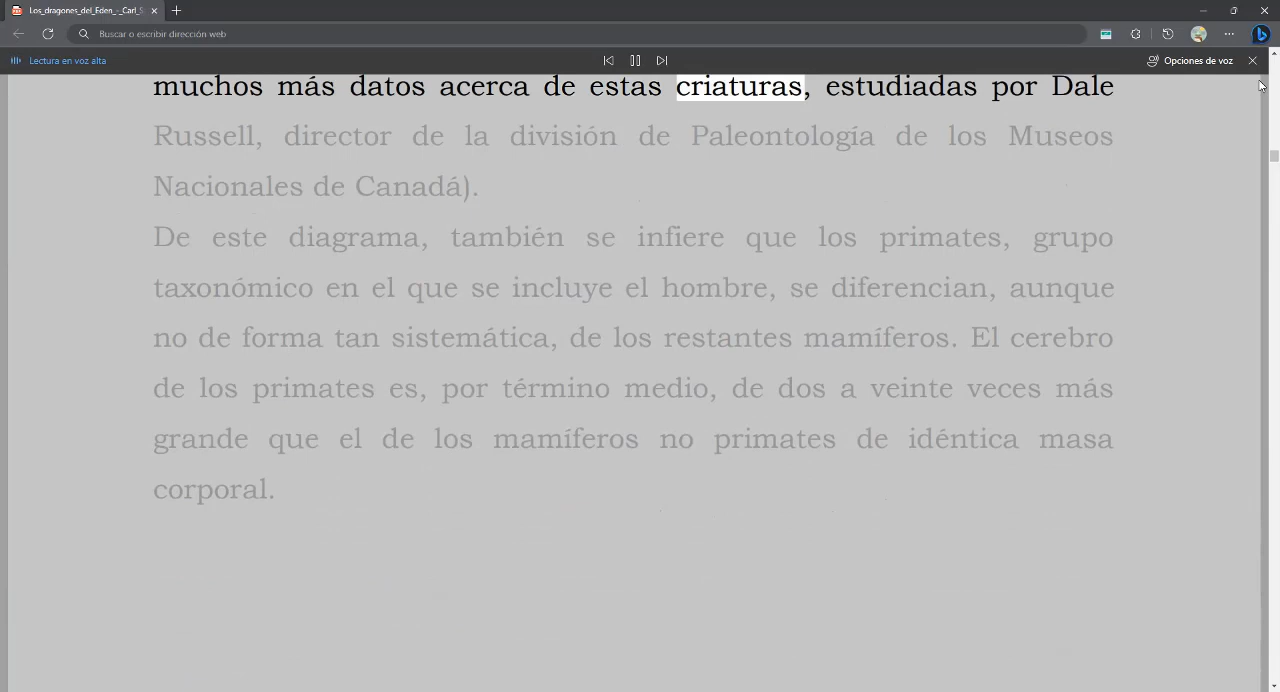 Los_dragones_del_Eden_-_Carl_S
Buscar o escribir dirección web
Lectura en voz alta
Opciones de voz
muchos más datos acerca de estas criaturas, estudiadas por Dale
Russell, director de la división de Paleontología de los Museos
Nacionales de Canadá).
De este diagrama, también se infiere que los primates, grupo
taxonómico en el que se incluye el hombre, se diferencian, aunque
no de forma tan sistemática, de los restantes mamíferos. El cerebro
de los primates es, por término medio, de dos a veinte veces más
grande que el de los mamíferos no primates de idéntica masa
corporal.